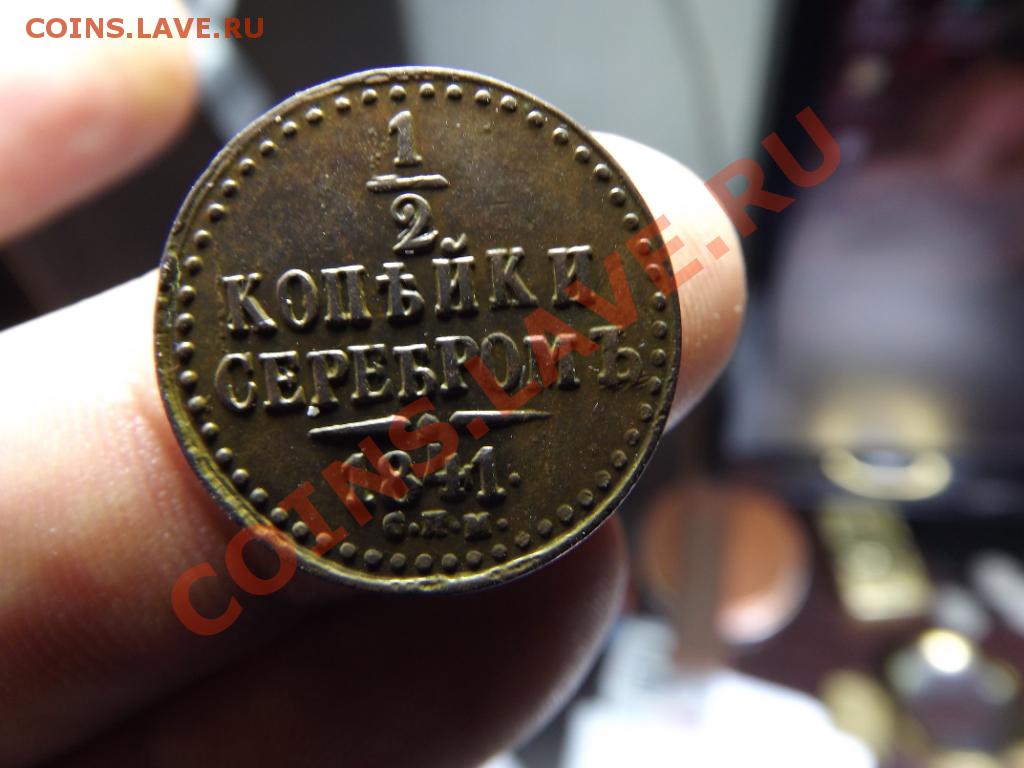 COINS.LAVE.RU
1
2
КОПѢЙКИ
СЕРЕБРОМЪ
1841.
С.П.М.
COINS.LAVE.RU